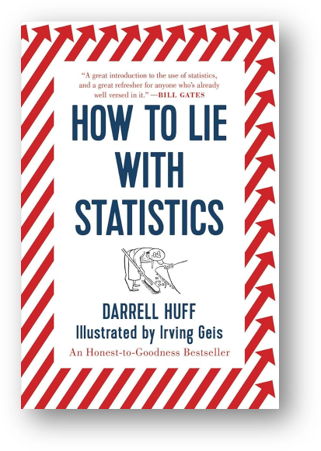 "A great introduction to the use of statistics,
and a great refresher for anyone who's already
well versed in it." —BILL GATES
HOW TO LIE
WITH
STATISTICS
DARRELL HUFF
Illustrated by Irving Geis
An Honest-to-Goodness Bestseller